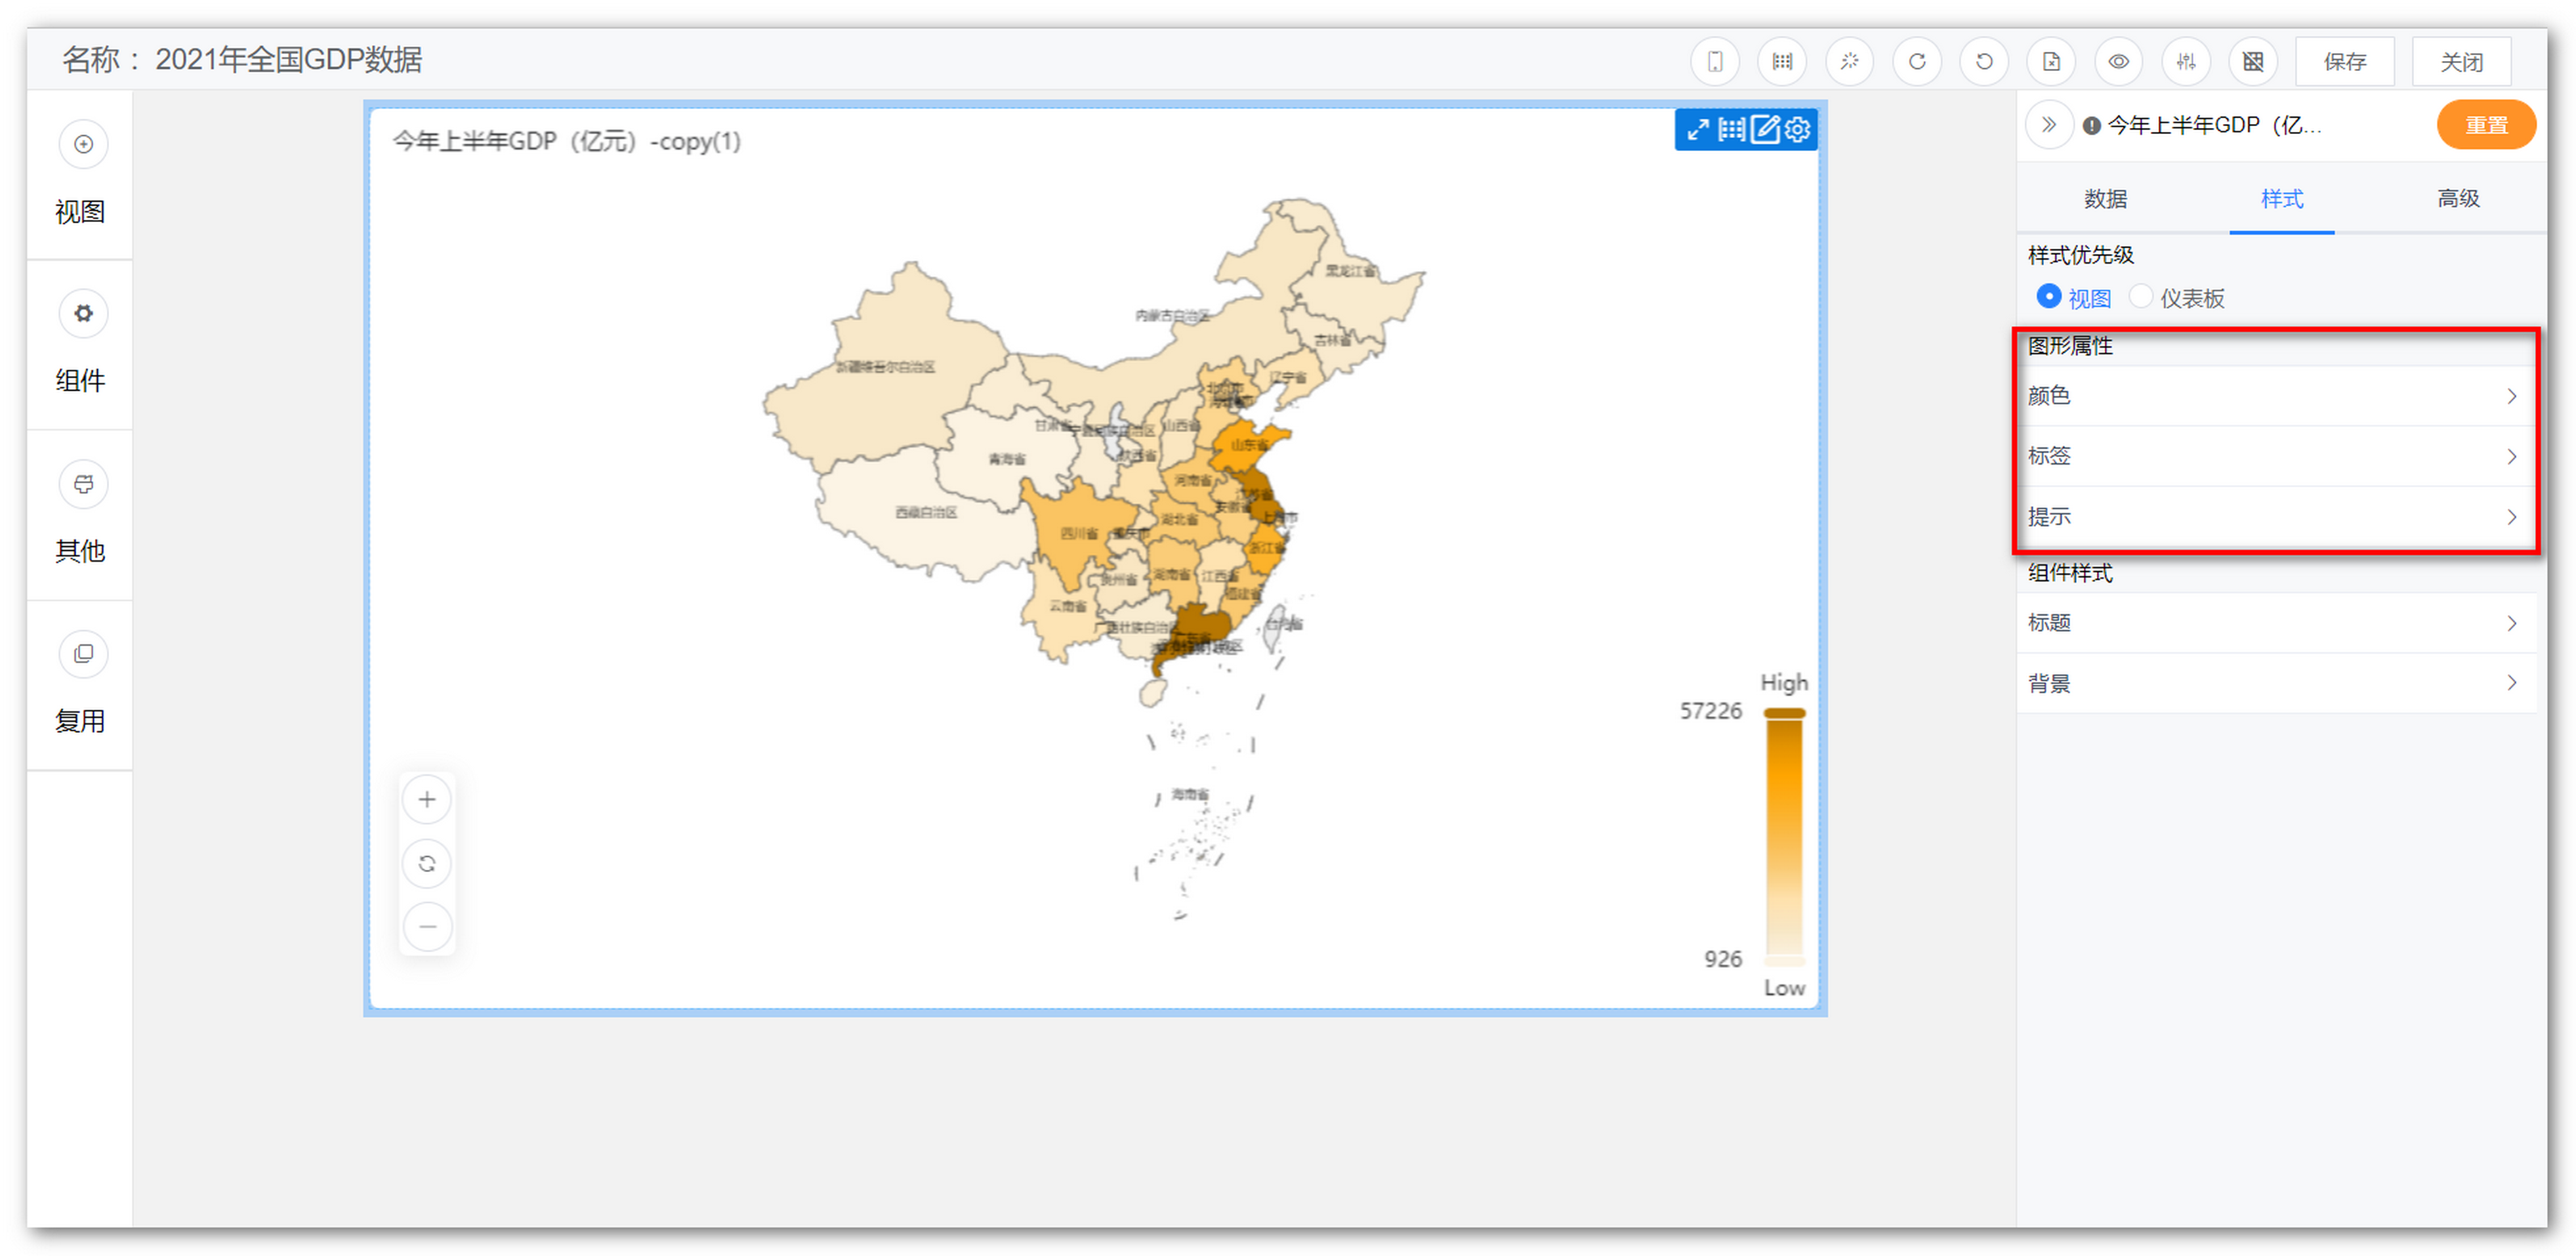 名称： 2021年全国GDP数据
保存
关闭
视图
组件
其他
复用
今年上半年GDP（亿元）-copy(1)
黑龙江省
内蒙古自治区
吉林省
新疆维吾尔自治区
辽宁省
北京市
甘肃省
宁夏回族自治区
山西省
山东省
陕西省
青海省
河南省
江苏省
西藏自治区
安徽省
上海市
湖北省
四川省
重庆市
浙江省
贵州省
湖南省
江西省
福建省
云南省
广西壮族自治区
台湾省
广东省
海南省
High
57226
926
Low
今年上半年GDP（亿...
重置
数据
样式
高级
样式优先级
视图
仪表板
图形属性
颜色
标签
提示
组件样式
标题
背景